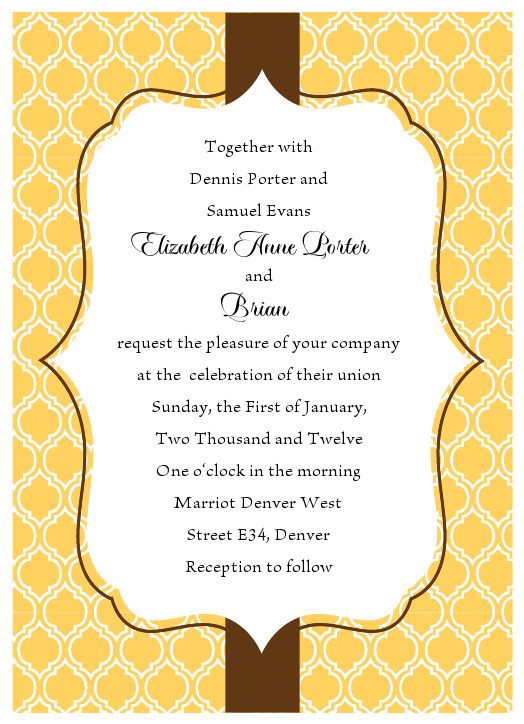 Together with
Dennis Porter and
Samuel Evans
Elizabeth Anne Porter
and
Brian
request the pleasure of your company
at the  celebration of their union
Sunday, the First of January,
Two Thousand and Twelve
One o‘clock in the morning
Marriot Denver West
Street E34, Denver
Reception to follow